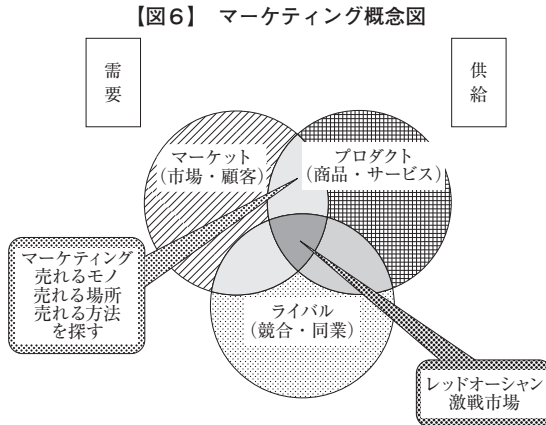 【図6】 マーケティング概念図
需要
供給
マーケット
(市場・顧客)
プロダクト
(商品・サービス)
マーケティング
売れるモノ
売れる場所
売れる方法
を探す
ライバル
(競合・同業)
レッドオーシャン
激戦市場